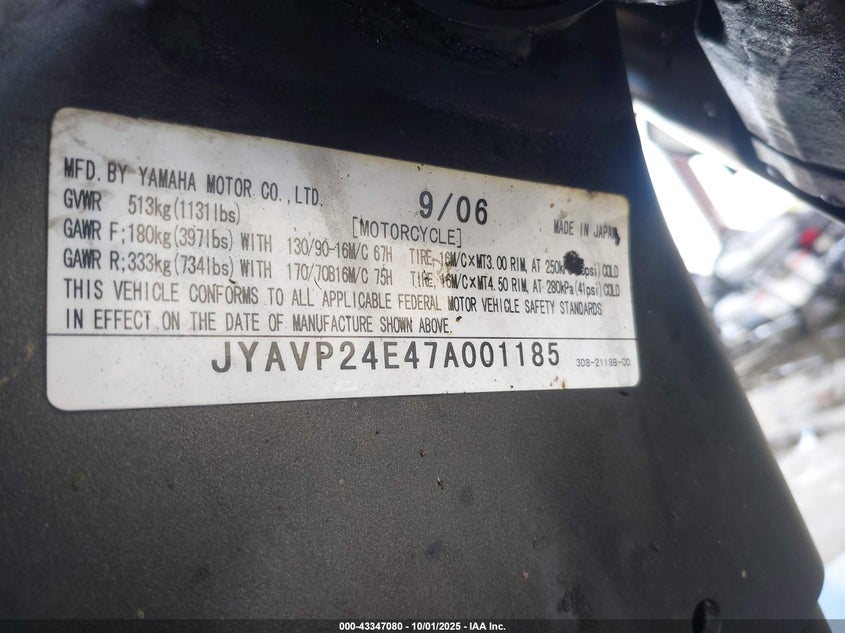 MFD. BY YAMAHA MOTOR CO., LTD. 9/06
GVWR 513kg(1131lbs) [MOTORCYCLE] MADE IN JAPAN
GAWR F;180kg(397lbs) WITH 130/90-16M/C 67H TIRE, 16M/C×MT3.00 RIM, AT COLD
GAWR R;333kg(734lbs) WITH 170/70B16M/C 75H TIRE, 16M/C×MT4.50 RIM, AT 280kPa(41psi) COLD
THIS VEHICLE CONFORMS TO ALL APPLICABLE FEDERAL MOTOR VEHICLE SAFETY STANDARDS
IN EFFECT ON THE DATE OF MANUFACTURE SHOWN ABOVE.
JYAVP24E47A001185 3D8-2118B-00
000-43347080 - 10/01/2025 - IAA Inc.